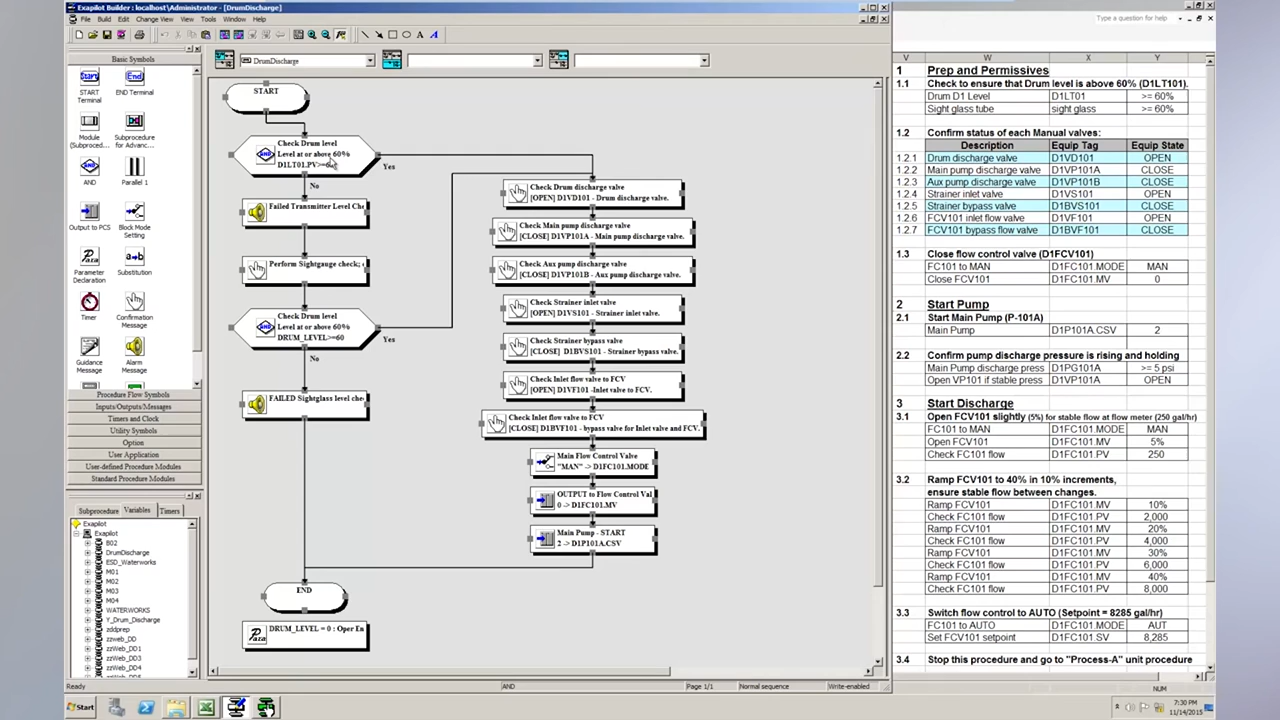 Exapilot Builder : localhost/Administrator - [DrumDischarge]
File Build Edit Change View View Tools Window Help
Type a question for help
DrumDischarge
Basic Symbols
START Terminal
END Terminal
Module (Subproced...
Subprocedure for Advanc...
AND
Parallel 1
Output to PCS
Block Mode Setting
Parameter Declaration
Substitution
Timer
Confirmation Message
Guidance Message
Alarm Message
Procedure Flow Symbols
Inputs/Outputs/Messages
Timers and Clock
Utility Symbols
Option
User Application
User-defined Procedure Modules
Standard Procedure Modules
Subprocedure Variables Timers
Exapilot
Exapilot
B02
DrumDischarge
ESD_Waterworks
M01
M02
M03
M04
WATERWORKS
Y_Drum_Discharge
zddprep
zzweb_DD
zzWeb_DD1
zzWeb_DD3
zzWeb_DD4
zzWeb_DD5
START
Check Drum level
Level at or above 60%
D1LT01.PV>=60
Yes
No
Failed Transmitter Level Che
Perform Sightgauge check;
Check Drum level
Level at or above 60%
DRUM_LEVEL>=60
Yes
No
FAILED Sightglass level chec
END
DRUM_LEVEL = 0 : Oper En
Check Drum discharge valve
[OPEN] D1VD101 - Drum discharge valve.
Check Main pump discharge valve
[CLOSE] D1VP101A - Main pump discharge valve.
Check Aux pump discharge valve
[CLOSE] D1VP101B - Aux pump discharge valve.
Check Strainer inlet valve
[OPEN] D1VS101 - Strainer inlet valve.
Check Strainer bypass valve
[CLOSE] D1BVS101 - Strainer bypass valve.
Check Inlet flow valve to FCV
[OPEN] D1VF101 -Inlet valve to FCV.
Check Inlet flow valve to FCV
[CLOSE] D1BVF101 - bypass valve for Inlet valve and FCV.
Main Flow Control Valve
"MAN" -> D1FC101.MODE
OUTPUT to Flow Control Val
0 -> D1FC101.MV
Main Pump - START
2 -> D1P101A.CSV
V W X Y
1 Prep and Permissives
1.1 Check to ensure that Drum level is above 60% (D1LT01).
Drum D1 Level D1LT01 >= 60%
Sight glass tube sight glass >= 60%
1.2 Confirm status of each Manual valves:
Description Equip Tag Equip State
1.2.1 Drum discharge valve D1VD101 OPEN
1.2.2 Main pump discharge valve D1VP101A CLOSE
1.2.3 Aux pump discharge valve D1VP101B CLOSE
1.2.4 Strainer inlet valve D1VS101 OPEN
1.2.5 Strainer bypass valve D1BVS101 CLOSE
1.2.6 FCV101 inlet flow valve D1VF101 OPEN
1.2.7 FCV101 bypass flow valve D1BVF101 CLOSE
1.3 Close flow control valve (D1FCV101)
FC101 to MAN D1FC101.MODE MAN
Close FCV101 D1FC101.MV 0
2 Start Pump
2.1 Start Main Pump (P-101A)
Main Pump D1P101A.CSV 2
2.2 Confirm pump discharge pressure is rising and holding
Main Pump discharge press D1PG101A >= 5 psi
Open VP101 if stable press D1VP101A OPEN
3 Start Discharge
3.1 Open FCV101 slightly (5%) for stable flow at flow meter (250 gal/hr)
FC101 to MAN D1FC101.MODE MAN
Open FCV101 D1FC101.MV 5%
Check FCV101 D1FC101.PV 250
3.2 Ramp FCV101 to 40% in 10% increments,
ensure stable flow between changes.
Ramp FCV101 D1FC101.MV 10%
Check FCV101 flow D1FC101.PV 2,000
Ramp FCV101 D1FC101.MV 20%
Check FCV101 flow D1FC101.PV 4,000
Ramp FCV101 D1FC101.MV 30%
Check FCV101 flow D1FC101.PV 6,000
Ramp FCV101 D1FC101.MV 40%
Check FCV101 flow D1FC101.PV 8,000
3.3 Switch flow control to AUTO (Setpoint = 8285 gal/hr)
FC101 to AUTO D1FC101.MODE AUT
Set FCV101 setpoint D1FC101.SV 8,285
3.4 Stop this procedure and go to "Process-A" unit procedure
Ready AND Page 1/1 Normal sequence Write-enabled NUM
Start
7:30 PM
11/14/2015